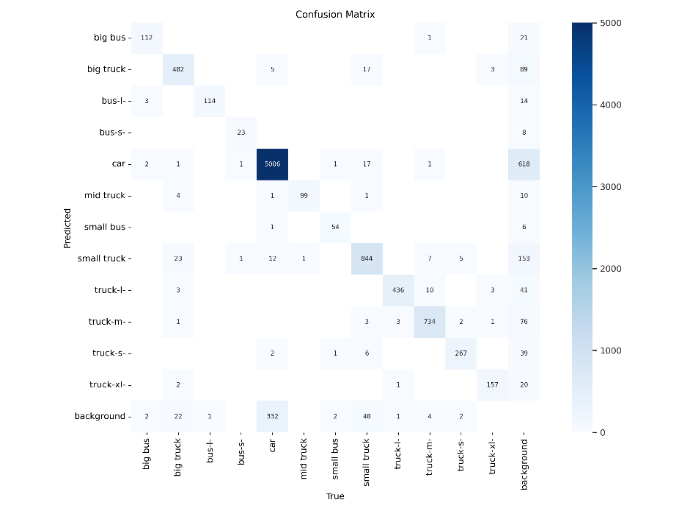 Confusion Matrix
big bus 112 1 21
big truck 482 5 17 3 89
bus-l- 3 134 14
bus-s- 23 8
car 2 1 1 5006 1 17 1 618
mid truck 4 1 99 1 10
small bus 1 54 6
small truck 23 1 12 1 844 7 5 153
truck-l- 3 436 10 3 41
truck-m- 1 3 3 734 2 1 76
truck-s- 2 1 6 267 39
truck-xl- 2 1 157 20
background 2 22 1 332 2 48 1 4 2
Predicted
big bus
big truck
bus-l-
bus-s-
car
mid truck
small bus
small truck
truck-l-
truck-m-
truck-s-
truck-xl-
background
True
5000
4000
3000
2000
1000
0